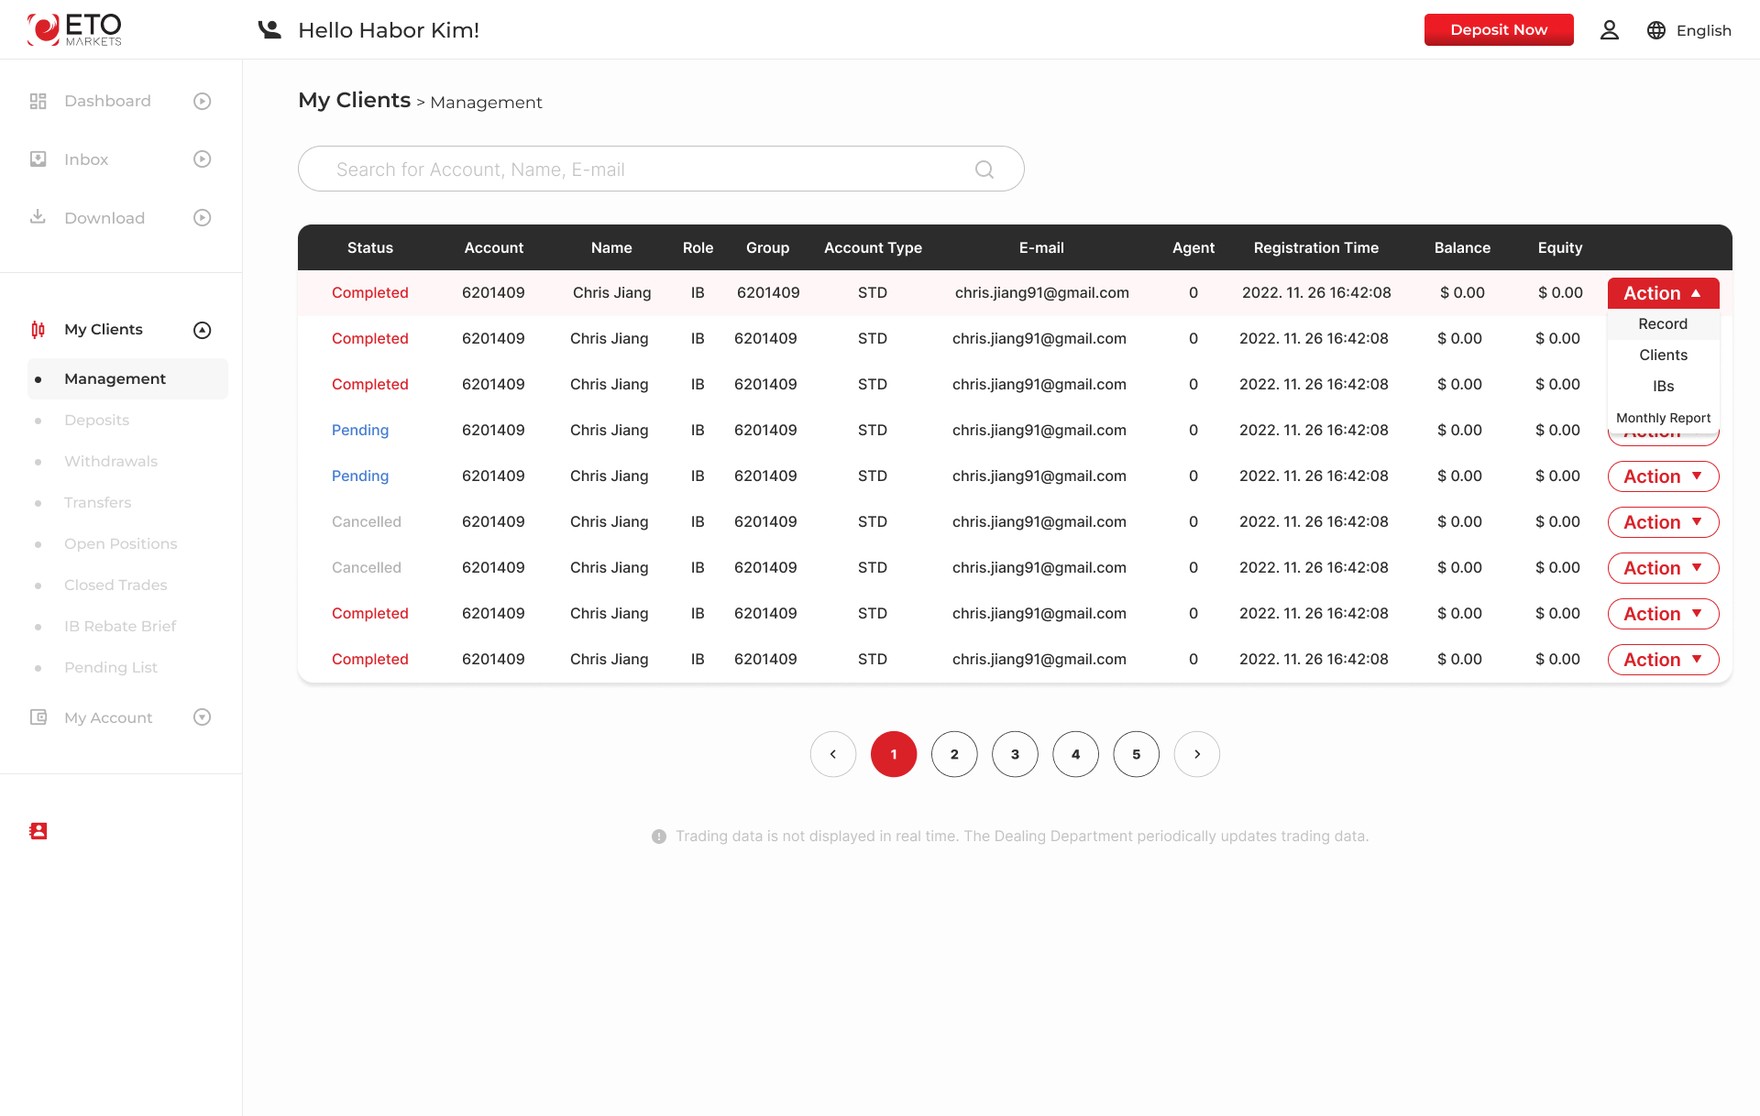 ETO
MARKETS
Hello Habor Kim!
Deposit Now
English
Dashboard
Inbox
Download
My Clients
Management
Deposits
Withdrawals
Transfers
Open Positions
Closed Trades
IB Rebate Brief
Pending List
My Account
My Clients > Management
Search for Account, Name, E-mail
Status Account Name Role Group Account Type E-mail Agent Registration Time Balance Equity
Completed 6201409 Chris Jiang IB 6201409 STD chris.jiang91@gmail.com 0 2022. 11. 26 16:42:08 $ 0.00 $ 0.00 Action
Record
Completed 6201409 Chris Jiang IB 6201409 STD chris.jiang91@gmail.com 0 2022. 11. 26 16:42:08 $ 0.00 $ 0.00
Clients
Completed 6201409 Chris Jiang IB 6201409 STD chris.jiang91@gmail.com 0 2022. 11. 26 16:42:08 $ 0.00 $ 0.00 IBs
Monthly Report
Pending 6201409 Chris Jiang IB 6201409 STD chris.jiang91@gmail.com 0 2022. 11. 26 16:42:08 $ 0.00 $ 0.00 Action
Pending 6201409 Chris Jiang IB 6201409 STD chris.jiang91@gmail.com 0 2022. 11. 26 16:42:08 $ 0.00 $ 0.00 Action
Cancelled 6201409 Chris Jiang IB 6201409 STD chris.jiang91@gmail.com 0 2022. 11. 26 16:42:08 $ 0.00 $ 0.00 Action
Cancelled 6201409 Chris Jiang IB 6201409 STD chris.jiang91@gmail.com 0 2022. 11. 26 16:42:08 $ 0.00 $ 0.00 Action
Completed 6201409 Chris Jiang IB 6201409 STD chris.jiang91@gmail.com 0 2022. 11. 26 16:42:08 $ 0.00 $ 0.00 Action
Completed 6201409 Chris Jiang IB 6201409 STD chris.jiang91@gmail.com 0 2022. 11. 26 16:42:08 $ 0.00 $ 0.00 Action
< 1 2 3 4 5 >
Trading data is not displayed in real time. The Dealing Department periodically updates trading data.